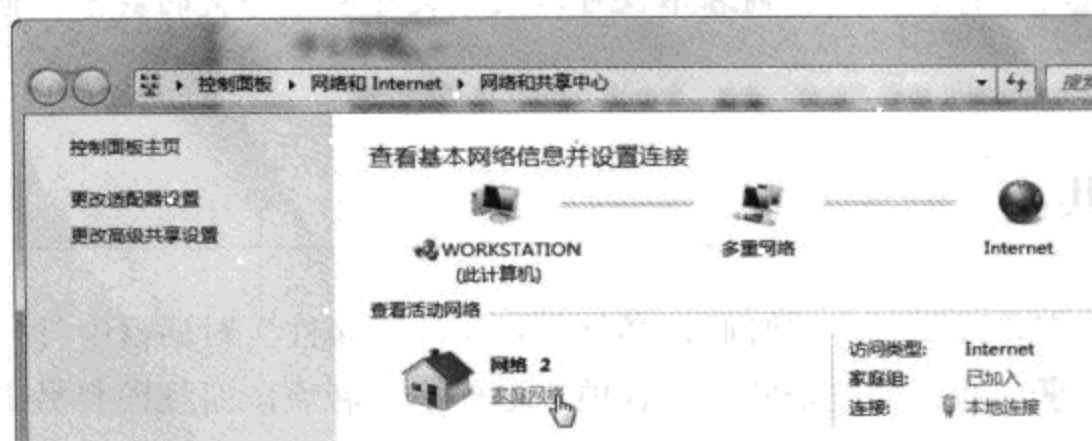 控制面板 ▸ 网络和 Internet ▸ 网络和共享中心
控制面板主页
更改适配器设置
更改高级共享设置
查看基本网络信息并设置连接
WORKSTATION
(此计算机)
多重网络
Internet
查看活动网络
网络 2
家庭网络
访问类型: Internet
家庭组: 已加入
连接: 本地连接